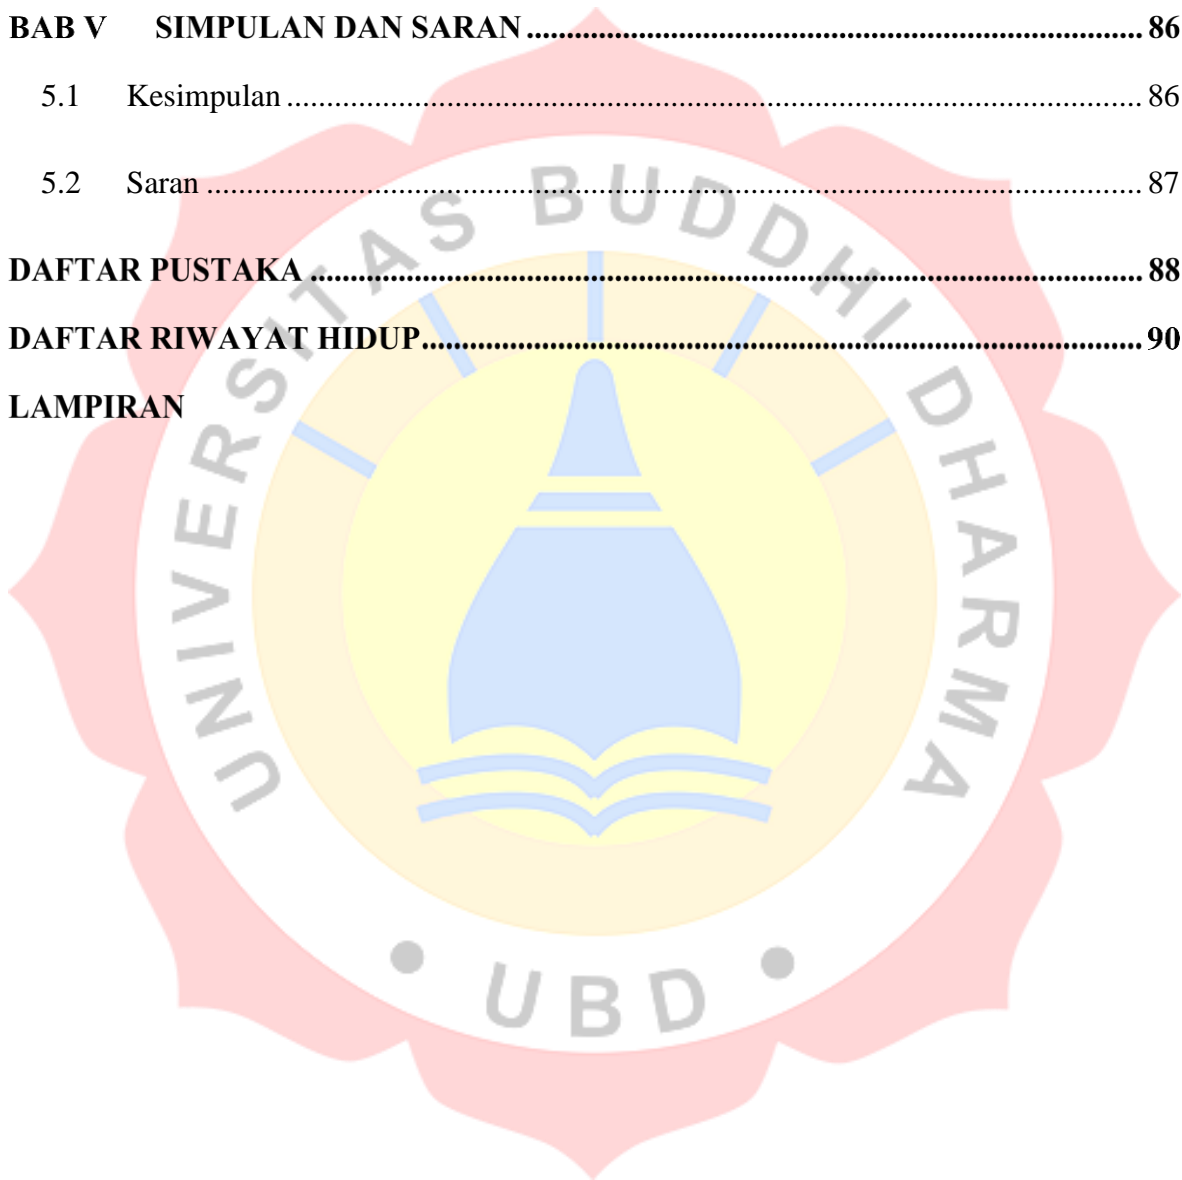 BAB V SIMPULAN DAN SARAN ........................................................................... 86
5.1 Kesimpulan ........................................................................................................... 86
5.2 Saran ..................................................................................................................... 87
DAFTAR PUSTAKA ....................................................................................................... 88
DAFTAR RIWAYAT HIDUP.......................................................................................... 90
LAMPIRAN
UNIVERSITAS BUDDHI DHARMA
• UBD •